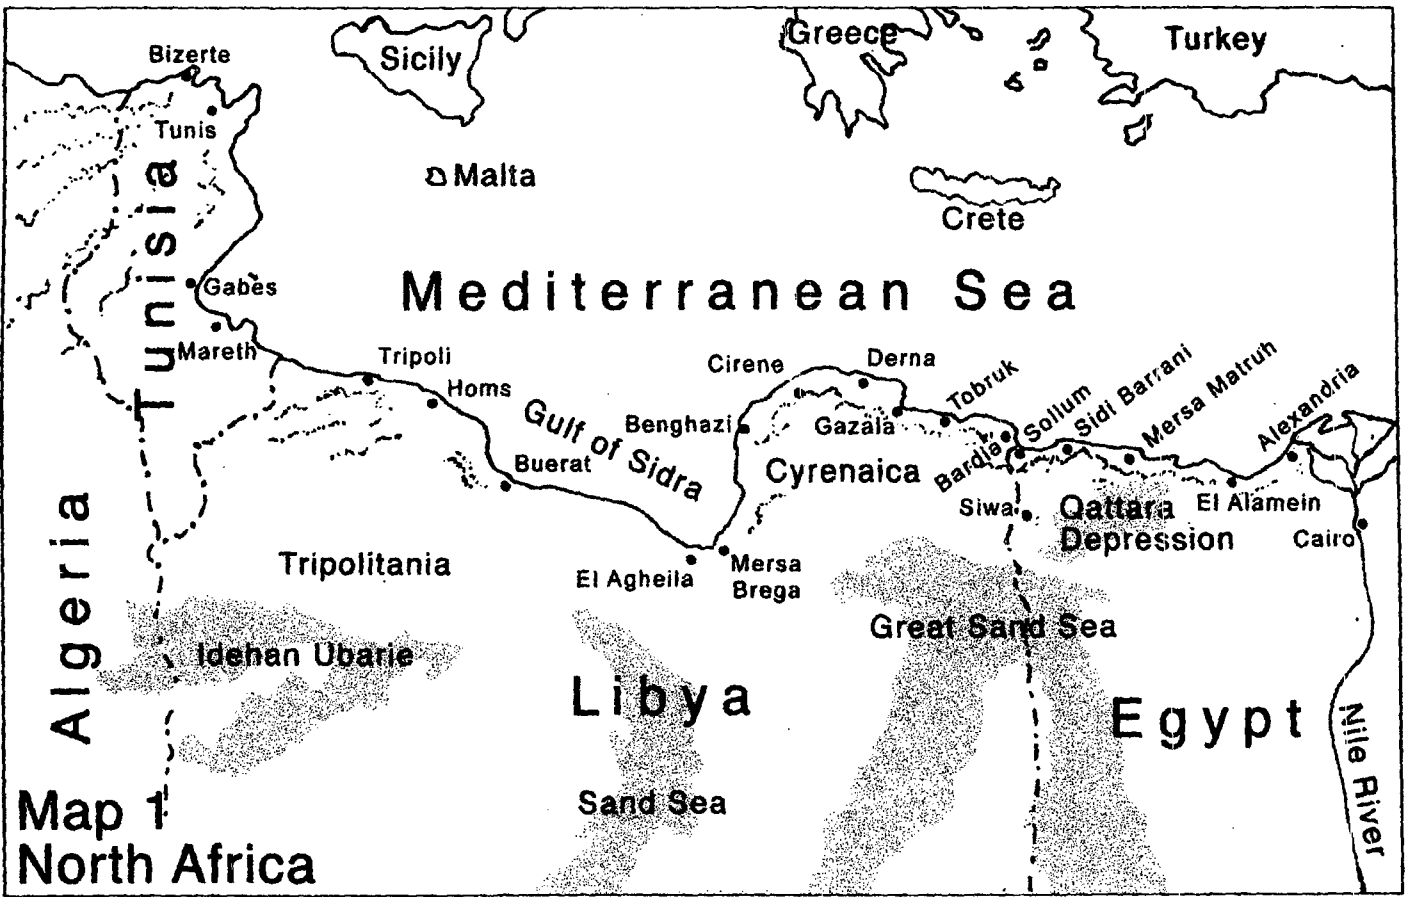 Bizerte
Sicily
Greece
Turkey
Tunis
Malta
Crete
Tunisia
Gabès
Mediterranean Sea
Mareth
Tripoli
Homs
Gulf of Sidra
Buerat
Cirene
Derna
Benghazi
Gazala
Tobruk
Bardia
Sollum
Sidi Barrani
Mersa Matruh
Alexandria
Cyrenaica
Siwa
Qattara
Depression
El Alamein
Cairo
Algeria
Tripolitania
El Agheila
Mersa
Brega
Idehan Ubarie
Great Sand Sea
Libya
Egypt
Nile River
Sand Sea
Map 1
North Africa